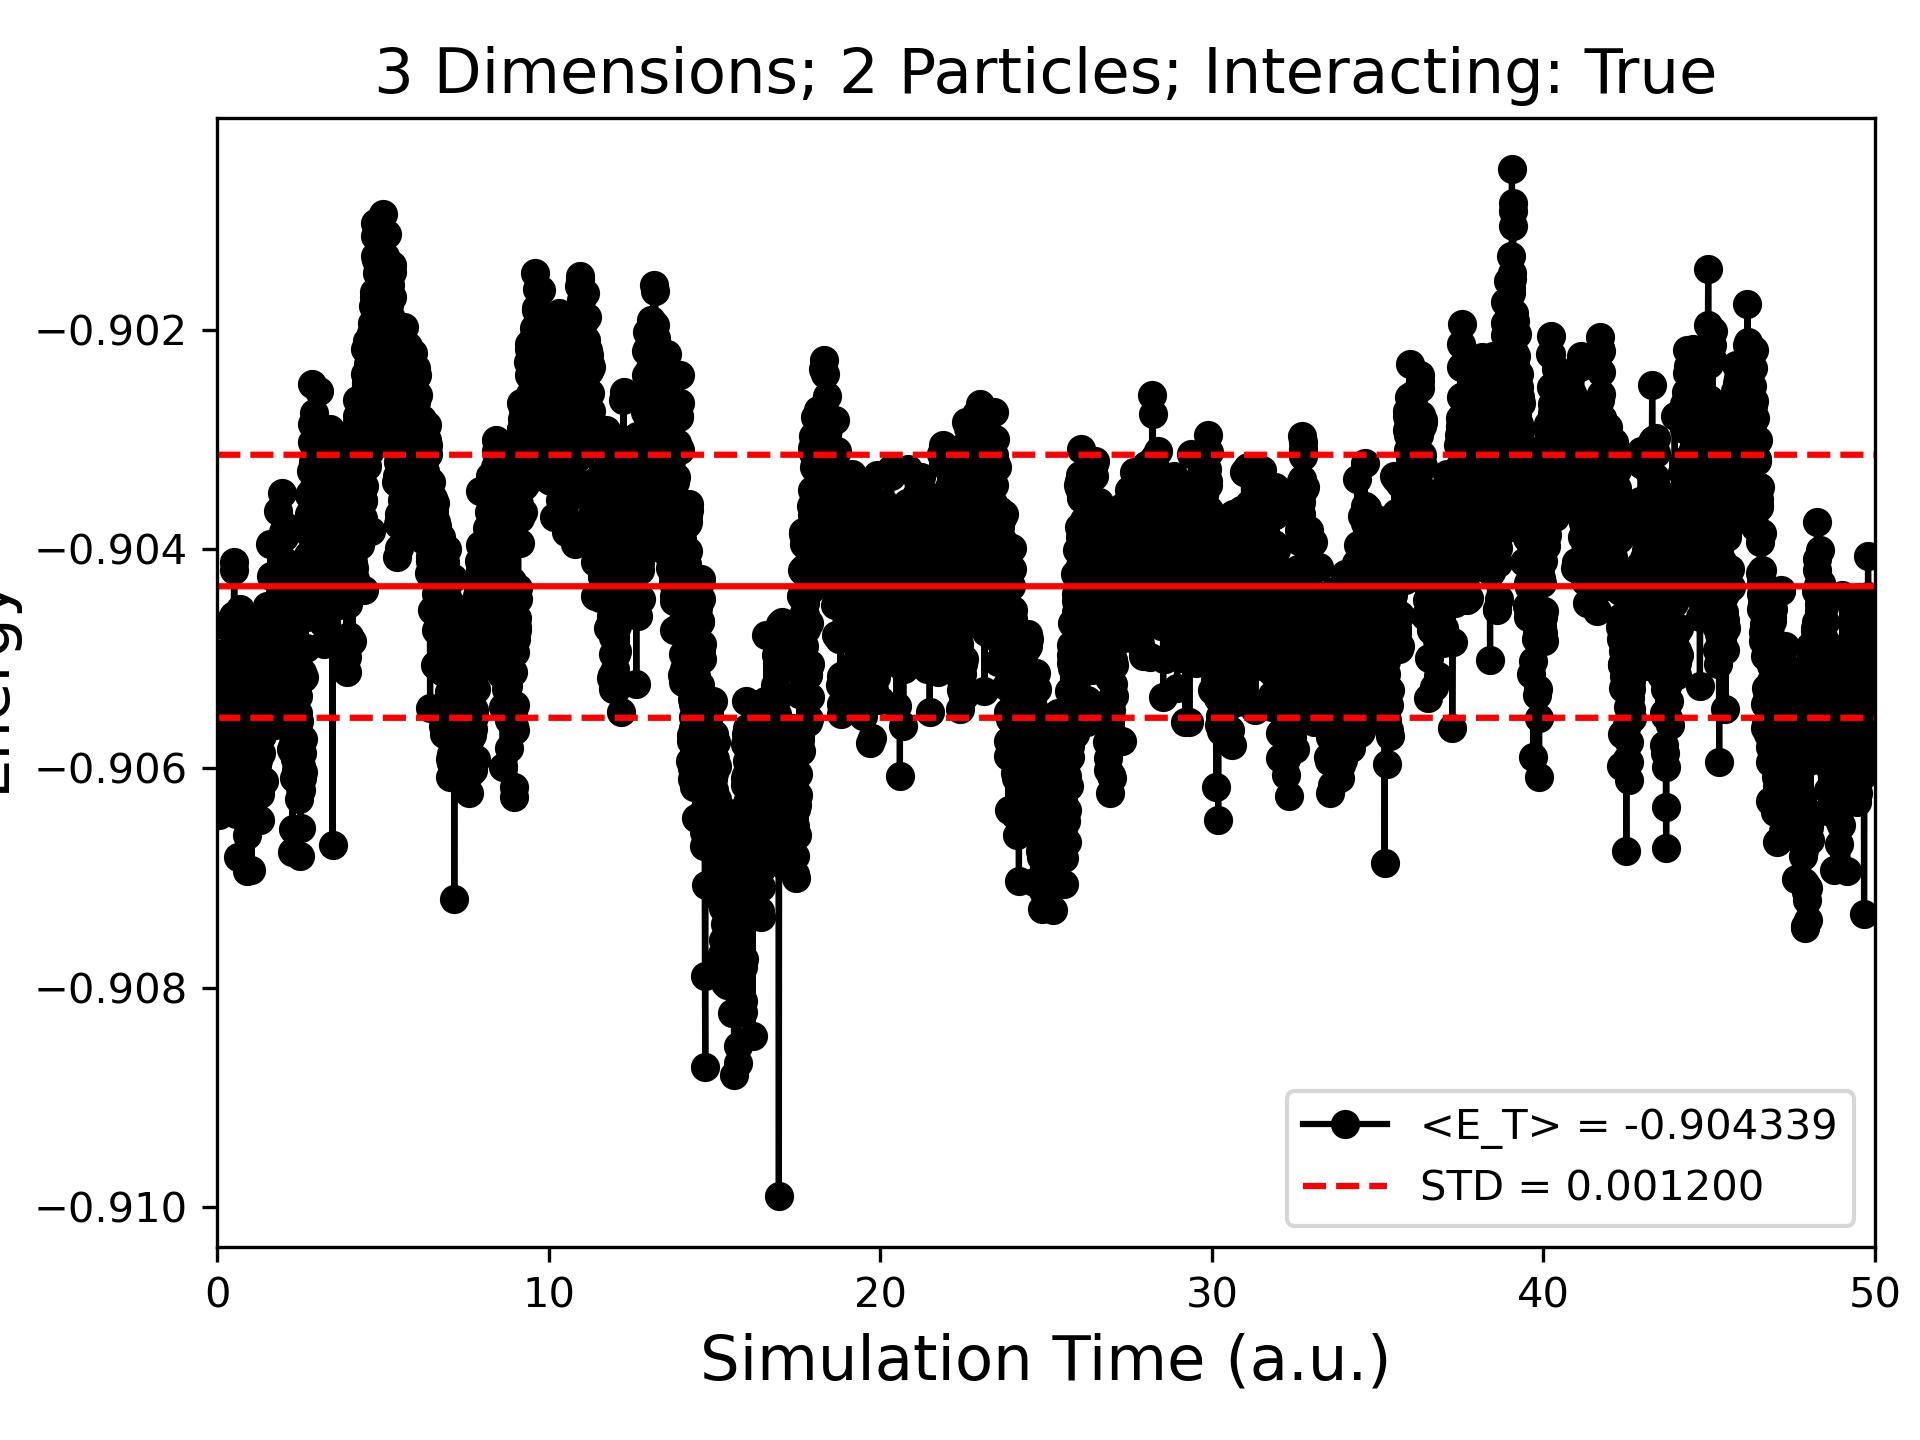 3 Dimensions; 2 Particles; Interacting: True
Energy
−0.902
−0.904
−0.906
−0.908
−0.910
<E_T> = -0.904339
STD = 0.001200
0 10 20 30 40 50
Simulation Time (a.u.)